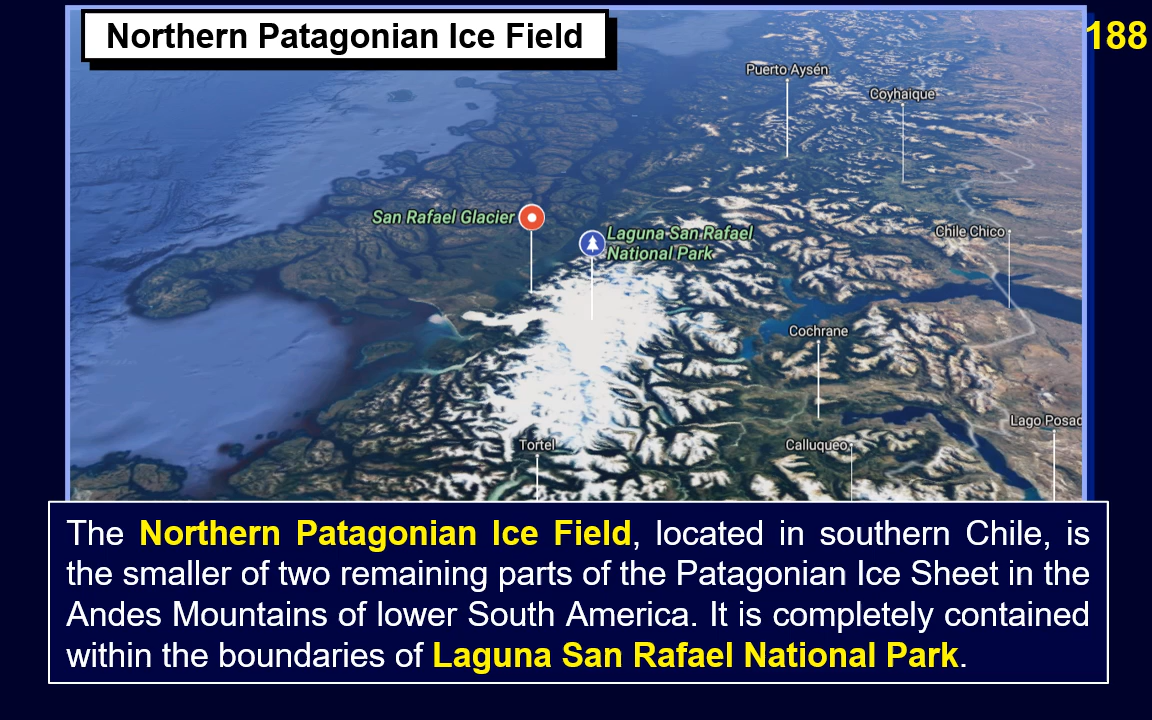 Northern Patagonian Ice Field
188
Puerto Aysén
Coyhaique
San Rafael Glacier
Laguna San Rafael
National Park
Chile Chico
Cochrane
Lago Posad
Tortel
Calluqueo
The Northern Patagonian Ice Field, located in southern Chile, is
the smaller of two remaining parts of the Patagonian Ice Sheet in the
Andes Mountains of lower South America. It is completely contained
within the boundaries of Laguna San Rafael National Park.